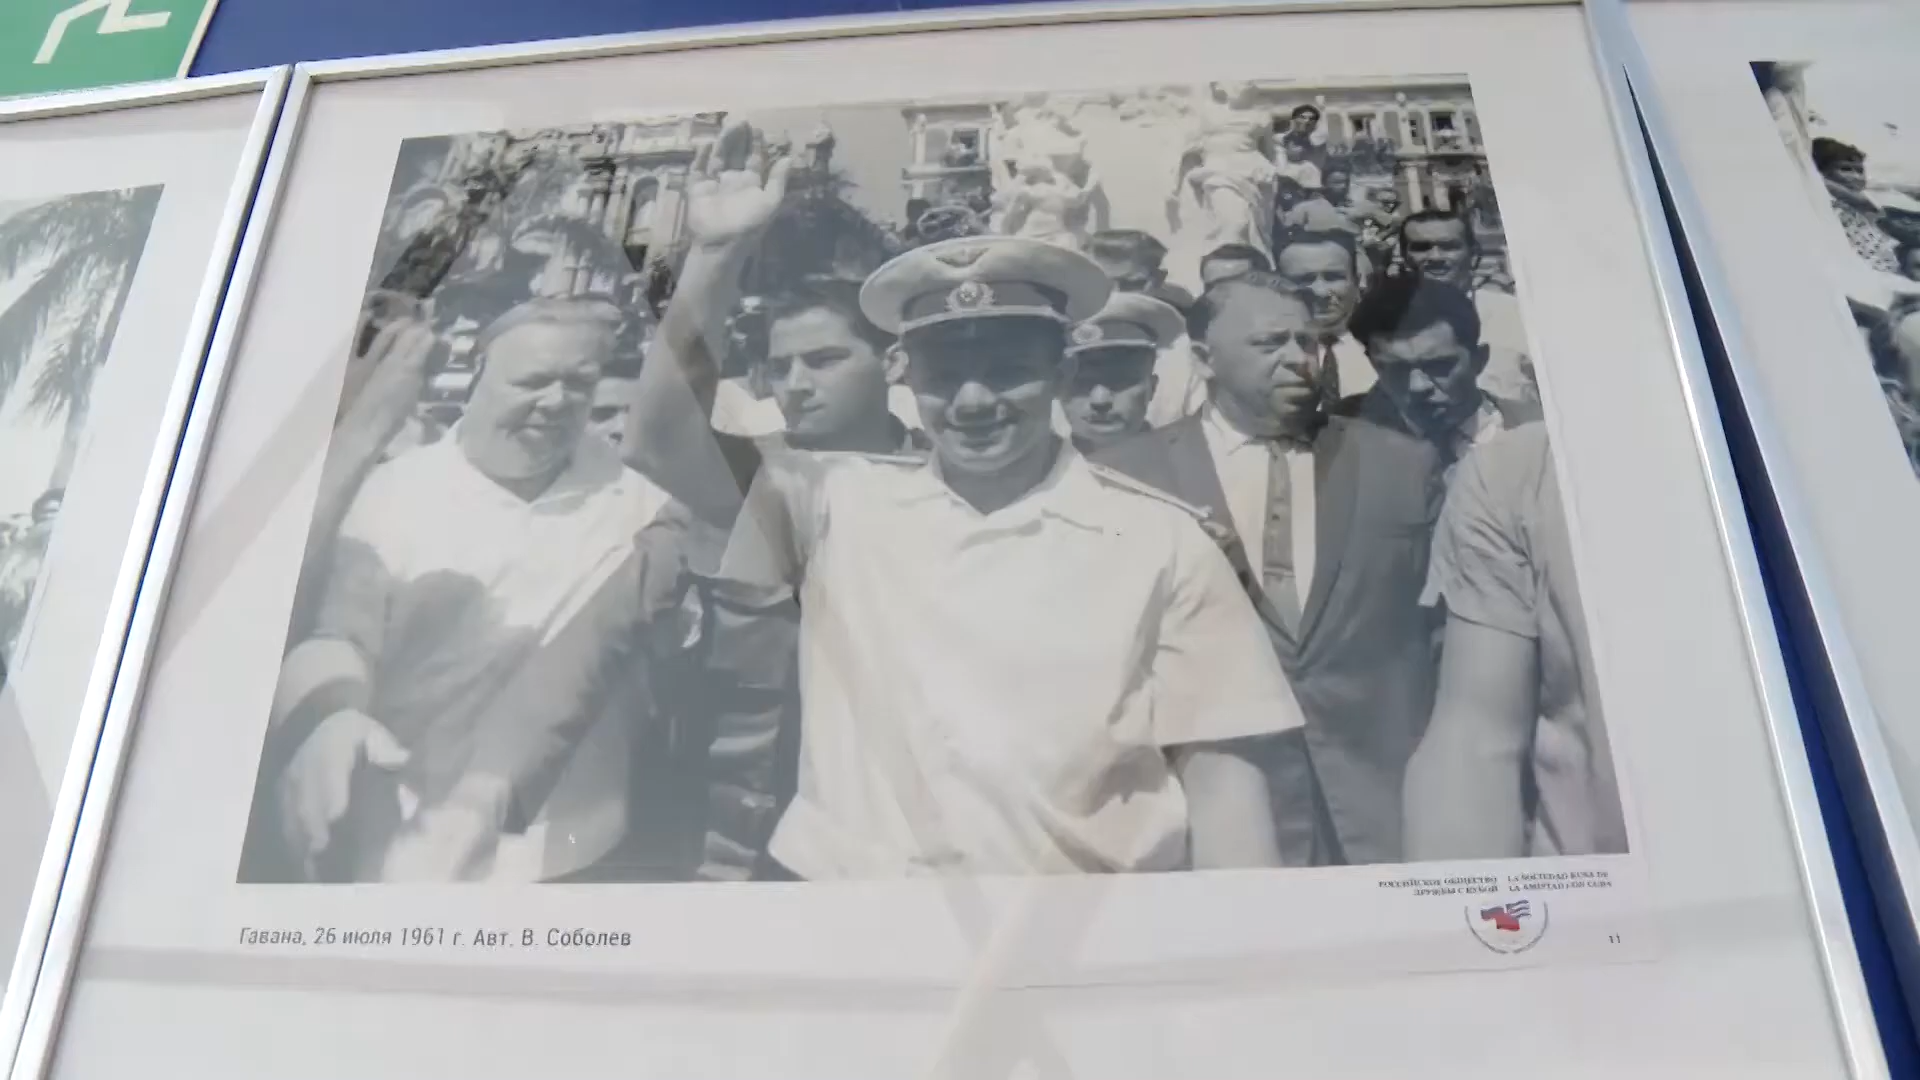 РОССИЙСКОЕ ОБЩЕСТВО
ДРУЖБЫ С КУБОЙ
LA SOCIEDAD RUSA DE
LA AMISTAD CON CUBA
Гавана, 26 июля 1961 г. Авт. В. Соболев
11